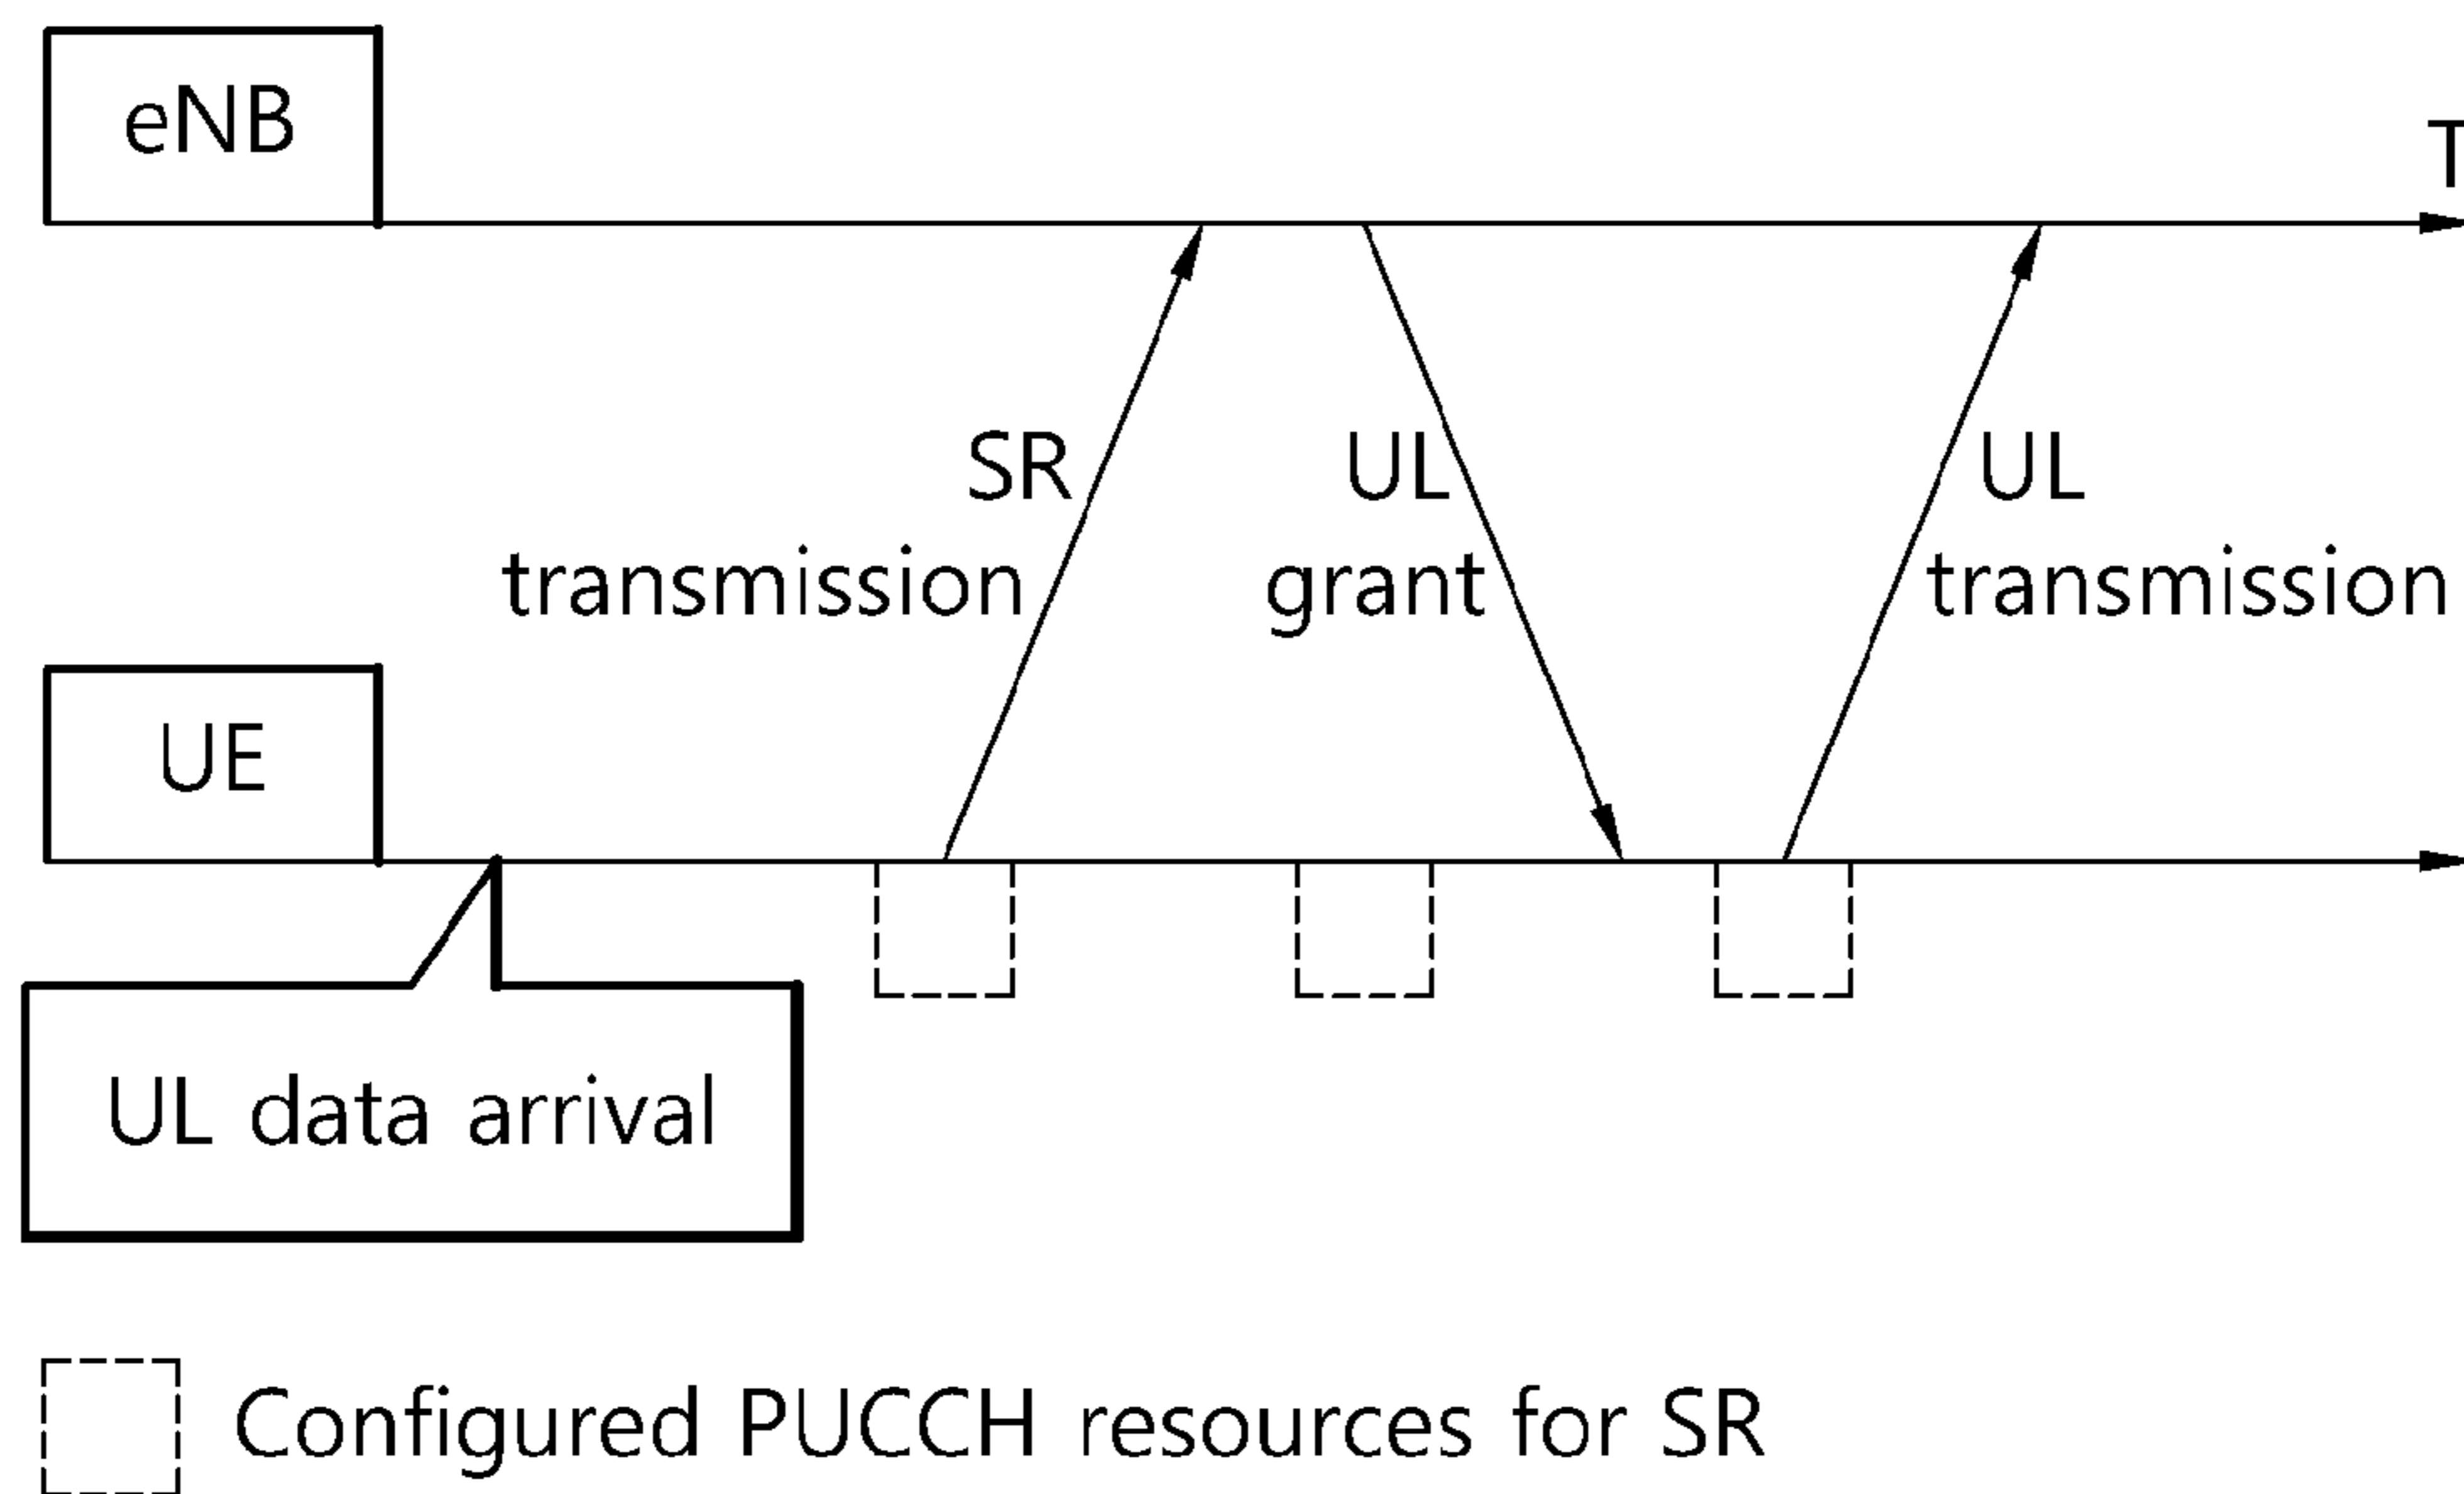 eNB
T
SR
transmission
UL
grant
UL
transmission
UE
UL data arrival
Configured PUCCH resources for SR